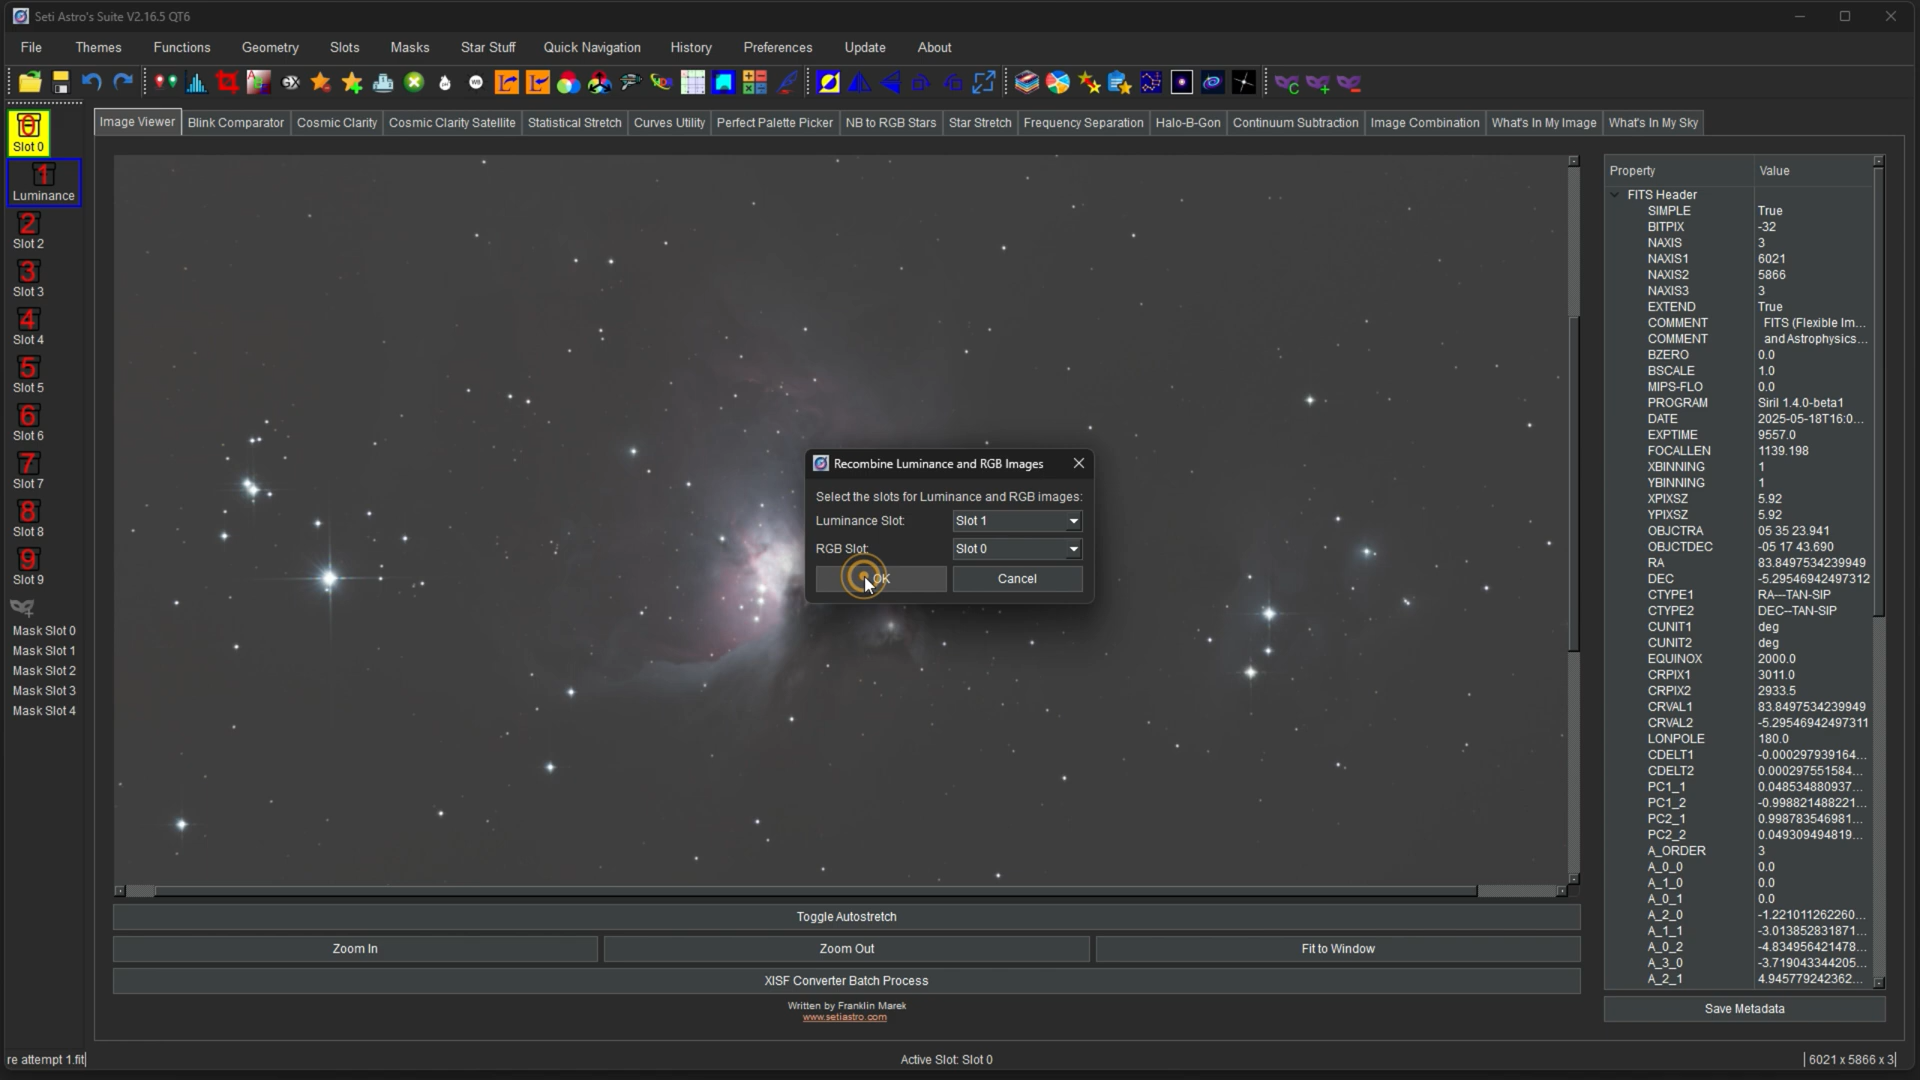 Seti Astro's Suite V2.16.5 QT6
File Themes Functions Geometry Slots Masks Star Stuff Quick Navigation History Preferences Update About
Image Viewer Blink Comparator Cosmic Clarity Cosmic Clarity Satellite Statistical Stretch Curves Utility Perfect Palette Picker NB to RGB Stars Star Stretch Frequency Separation Halo-B-Gon Continuum Subtraction Image Combination What's In My Image What's In My Sky
0
Slot 0
1
Luminance
2
Slot 2
3
Slot 3
4
Slot 4
5
Slot 5
6
Slot 6
7
Slot 7
8
Slot 8
9
Slot 9
Mask Slot 0
Mask Slot 1
Mask Slot 2
Mask Slot 3
Mask Slot 4
Recombine Luminance and RGB Images
Select the slots for Luminance and RGB images:
Luminance Slot: Slot 1
RGB Slot: Slot 0
OK Cancel
Property Value
FITS Header
SIMPLE True
BITPIX -32
NAXIS 3
NAXIS1 6021
NAXIS2 5866
NAXIS3 3
EXTEND True
COMMENT FITS (Flexible Im...
COMMENT and Astrophysics...
BZERO 0.0
BSCALE 1.0
MIPS-FLO 0.0
PROGRAM Siril 1.4.0-beta1
DATE 2025-05-18T16:0...
EXPTIME 9557.0
FOCALLEN 1139.198
XBINNING 1
YBINNING 1
XPIXSZ 5.92
YPIXSZ 5.92
OBJCTRA 05 35 23.941
OBJCTDEC -05 17 43.690
RA 83.8497534239949
DEC -5.29546942497312
CTYPE1 RA---TAN-SIP
CTYPE2 DEC--TAN-SIP
CUNIT1 deg
CUNIT2 deg
EQUINOX 2000.0
CRPIX1 3011.0
CRPIX2 2933.5
CRVAL1 83.8497534239949
CRVAL2 -5.29546942497311
LONPOLE 180.0
CDELT1 -0.000297939164...
CDELT2 0.000297551584...
PC1_1 0.048534880937...
PC1_2 -0.998821488221...
PC2_1 0.998783546981...
PC2_2 0.049309494819...
A_ORDER 3
A_0_0 0.0
A_1_0 0.0
A_0_1 0.0
A_2_0 -1.221011262260...
A_1_1 -3.013852831871...
A_0_2 -4.834956421478...
A_3_0 -3.719043344205...
A_2_1 4.945779242362...
Save Metadata
Toggle Autostretch
Zoom In Zoom Out Fit to Window
XISF Converter Batch Process
Written by Franklin Marek
www.setiastro.com
re attempt 1.fit Active Slot: Slot 0 6021 x 5866 x 3